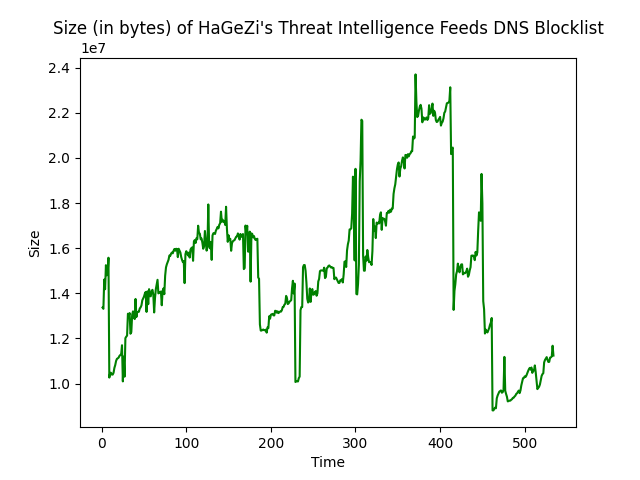 Size (in bytes) of HaGeZi's Threat Intelligence Feeds DNS Blocklist
1e7
2.4
2.2
2.0
1.8
1.6
1.4
1.2
1.0
Size
0 100 200 300 400 500
Time